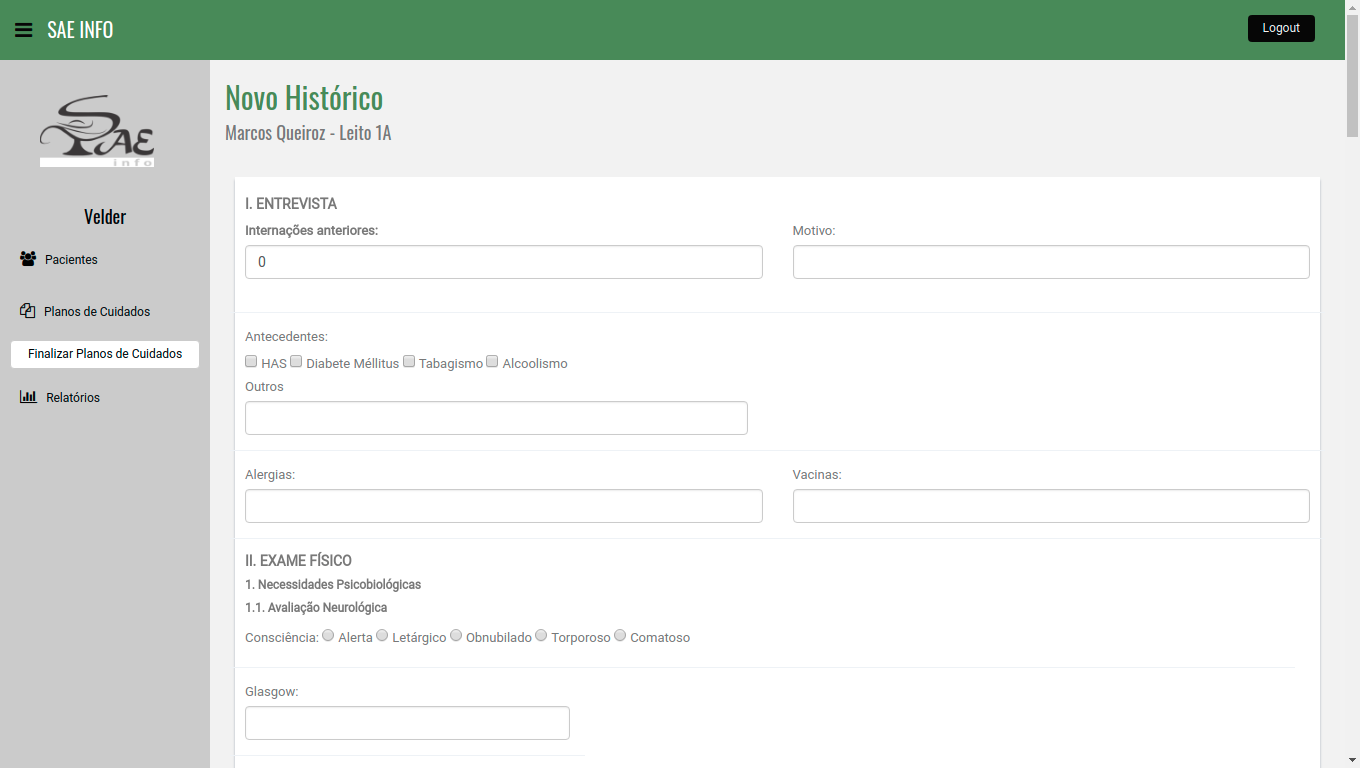 SAE INFO
Logout
SAE
info
Velder
Pacientes
Planos de Cuidados
Finalizar Planos de Cuidados
Relatórios
Novo Histórico
Marcos Queiroz - Leito 1A
I. ENTREVISTA
Internações anteriores: Motivo:
0
Antecedentes:
HAS Diabete Méllitus Tabagismo Alcoolismo
Outros
Alergias: Vacinas:
II. EXAME FÍSICO
1. Necessidades Psicobiológicas
1.1. Avaliação Neurológica
Consciência: Alerta Letárgico Obnubilado Torporoso Comatoso
Glasgow: